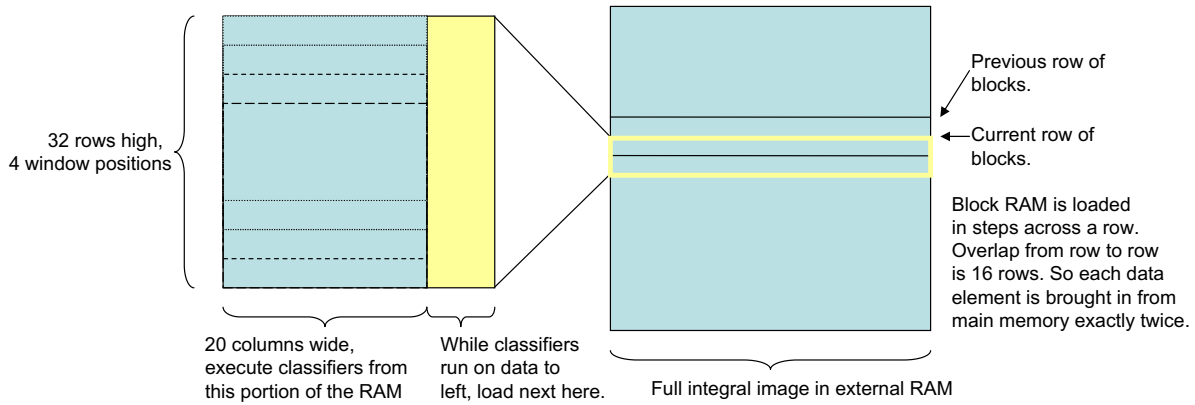 32 rows high,
4 window positions
20 columns wide,
execute classifiers from
this portion of the RAM
While classifiers
run on data to
left, load next here.
Previous row of
blocks.
Current row of
blocks.
Block RAM is loaded
in steps across a row.
Overlap from row to row
is 16 rows. So each data
element is brought in from
main memory exactly twice.
Full integral image in external RAM